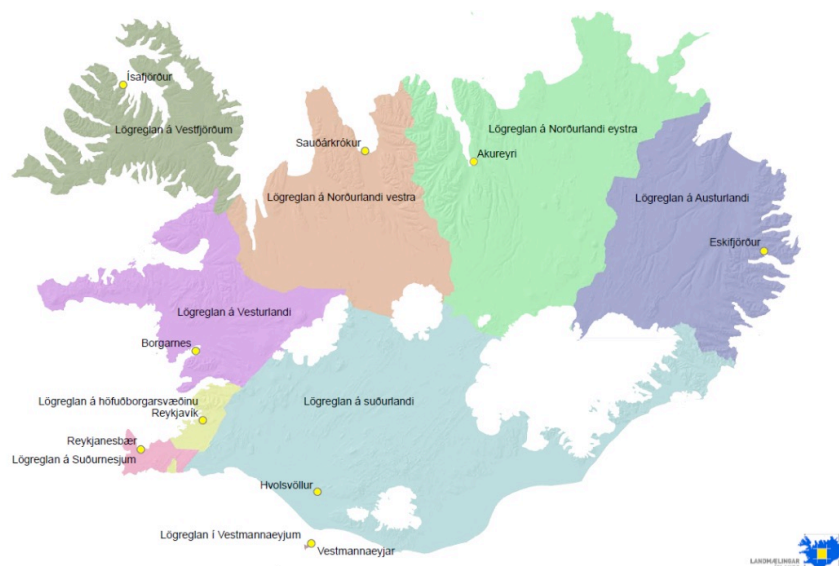 Ísafjörður
Lögreglan á Vestfjörðum
Sauðárkrókur
Lögreglan á Norðurlandi eystra
Akureyri
Lögreglan á Norðurlandi vestra
Lögreglan á Austurlandi
Eskifjörður
Lögreglan á Vesturlandi
Borgarnes
Lögreglan á höfuðborgarsvæðinu
Reykjavík
Lögreglan á suðurlandi
Reykjanesbær
Lögreglan á Suðurnesjum
Hvolsvöllur
Lögreglan í Vestmannaeyjum
Vestmannaeyjar
LANDMÆLINGAR